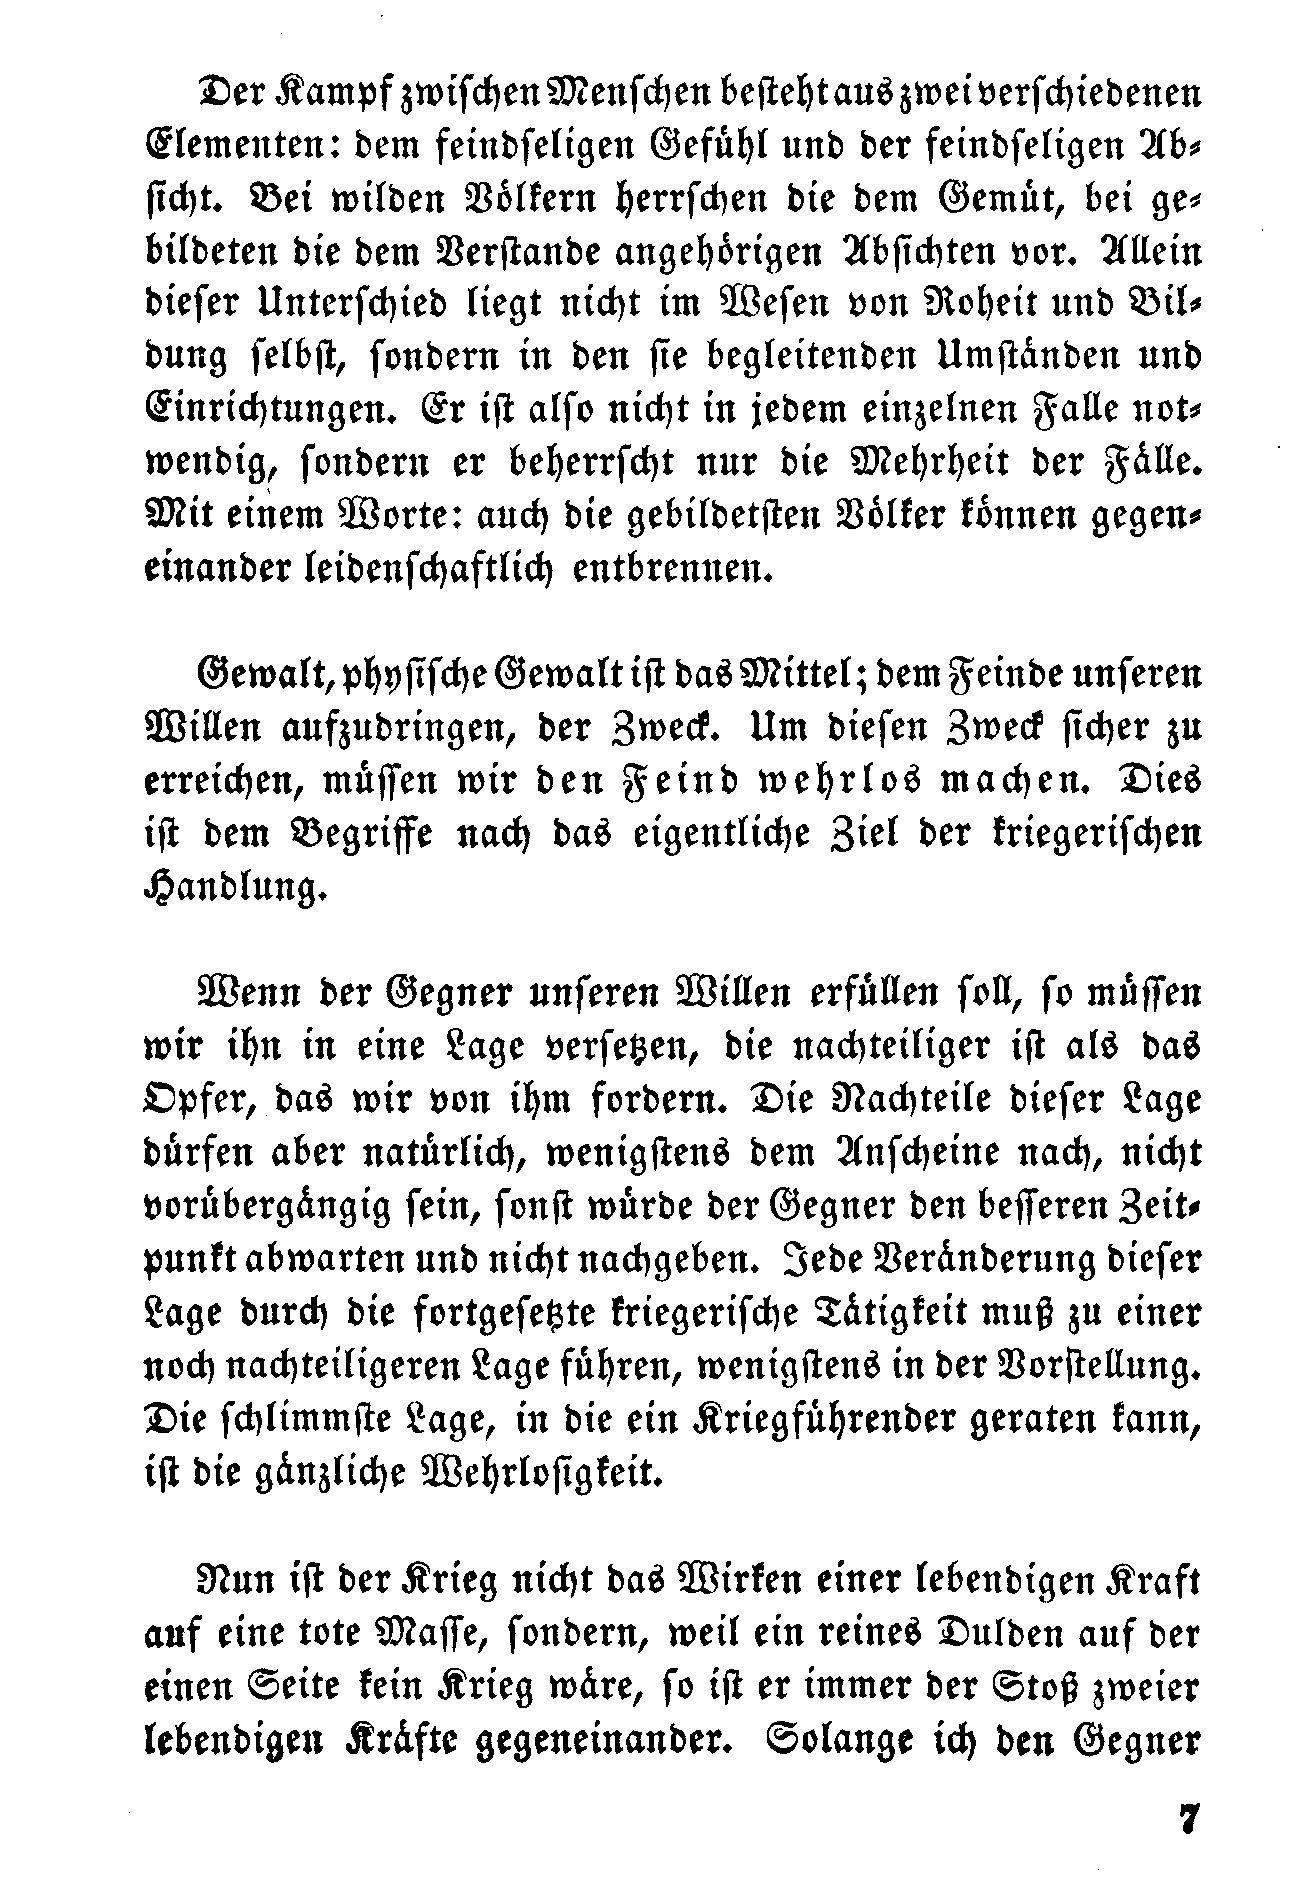 Der Kampf zwischen Menschen besteht aus zwei verschiedenen
Elementen: dem feindseligen Gefühl und der feindseligen Ab-
sicht. Bei wilden Völkern herrschen die dem Gemüt, bei ge-
bildeten die dem Verstande angehörigen Absichten vor. Allein
dieser Unterschied liegt nicht im Wesen von Roheit und Bil-
dung selbst, sondern in den sie begleitenden Umständen und
Einrichtungen. Er ist also nicht in jedem einzelnen Falle not-
wendig, sondern er beherrscht nur die Mehrheit der Fälle.
Mit einem Worte: auch die gebildetsten Völker können gegen-
einander leidenschaftlich entbrennen.
Gewalt, physische Gewalt ist das Mittel; dem Feinde unseren
Willen aufzudringen, der Zweck. Um diesen Zweck sicher zu
erreichen, müssen wir den Feind wehrlos machen. Dies
ist dem Begriffe nach das eigentliche Ziel der kriegerischen
Handlung.
Wenn der Gegner unseren Willen erfüllen soll, so müssen
wir ihn in eine Lage versetzen, die nachteiliger ist als das
Opfer, das wir von ihm fordern. Die Nachteile dieser Lage
dürfen aber natürlich, wenigstens dem Anscheine nach, nicht
vorübergängig sein, sonst würde der Gegner den besseren Zeit-
punkt abwarten und nicht nachgeben. Jede Veränderung dieser
Lage durch die fortgesetzte kriegerische Tätigkeit muß zu einer
noch nachteiligeren Lage führen, wenigstens in der Vorstellung.
Die schlimmste Lage, in die ein Kriegführender geraten kann,
ist die gänzliche Wehrlosigkeit.
Nun ist der Krieg nicht das Wirken einer lebendigen Kraft
auf eine tote Masse, sondern, weil ein reines Dulden auf der
einen Seite kein Krieg wäre, so ist er immer der Stoß zweier
lebendigen Kräfte gegeneinander. Solange ich den Gegner
7